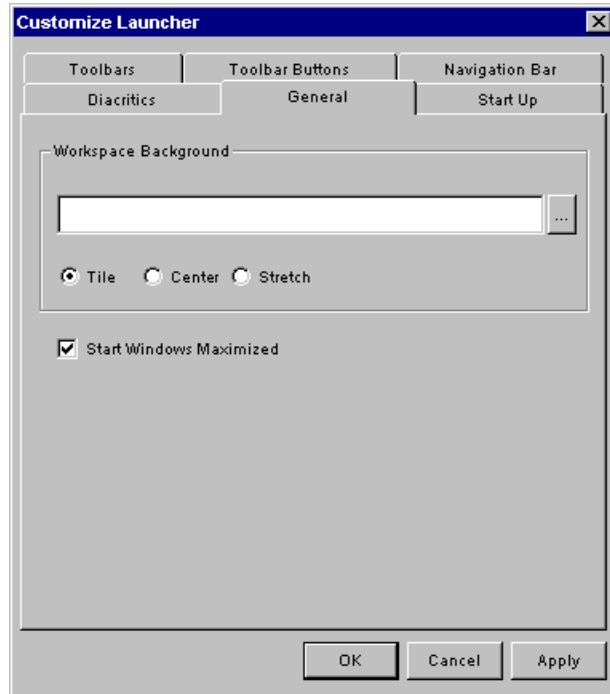 Customize Launcher
Toolbars Toolbar Buttons Navigation Bar
Diacritics General Start Up
Workspace Background
...
Tile Center Stretch
Start Windows Maximized
OK Cancel Apply